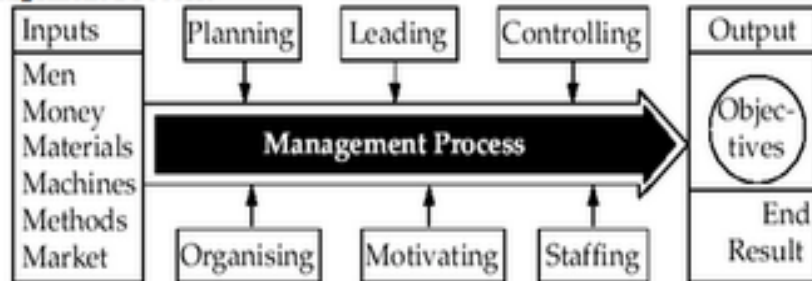 Inputs
Men
Money
Materials
Machines
Methods
Market
Planning
Leading
Controlling
Management Process
Organising
Motivating
Staffing
Output
Objec-
tives
End
Result